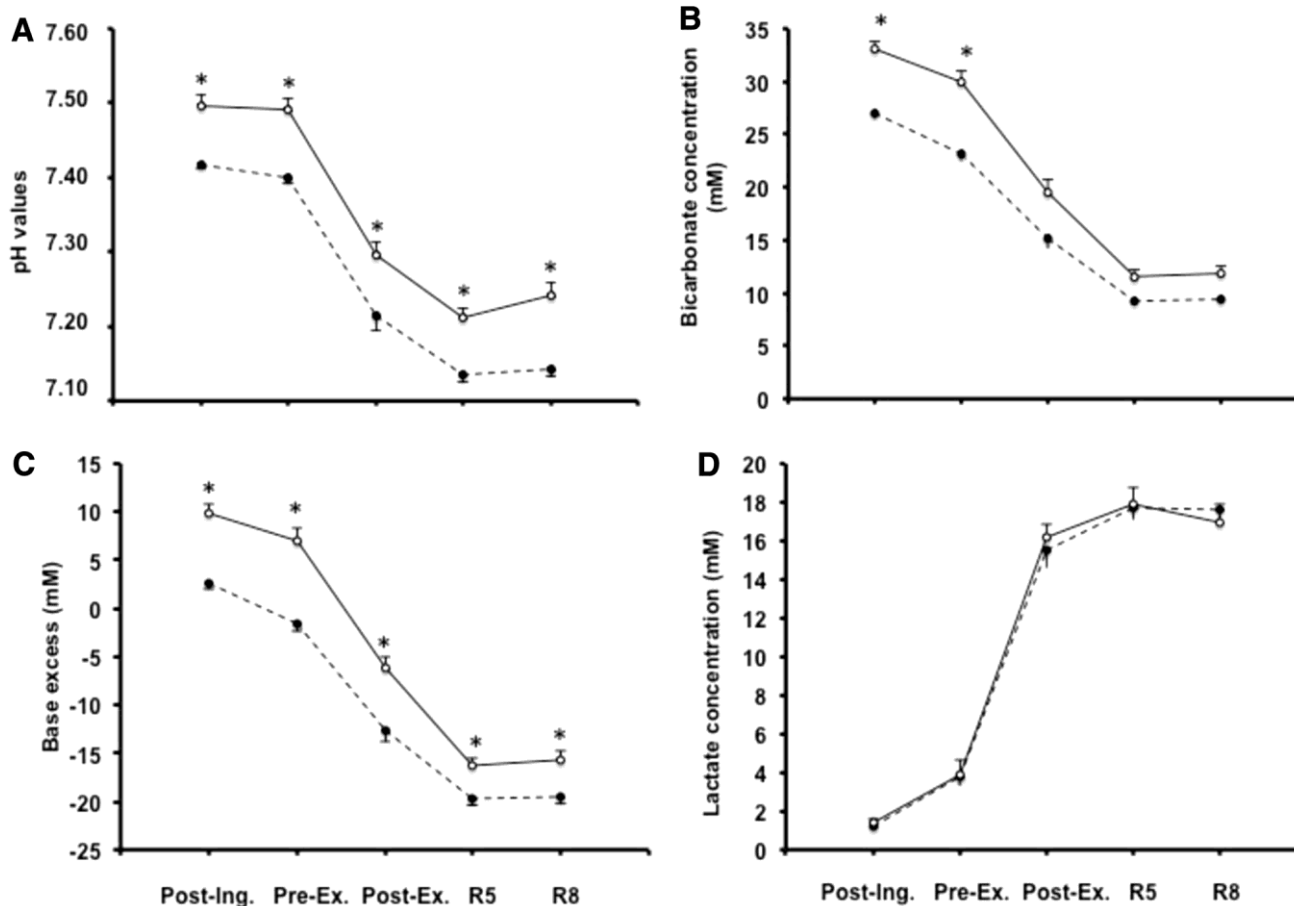 A
7.60
7.50
7.40
7.30
7.20
7.10
pH values
* * * * *
B
35
30
25
20
15
10
5
0
Bicarbonate concentration
(mM)
* *
C
15
10
5
0
-5
-10
-15
-20
-25
Base excess (mM)
* * * * *
Post-Ing. Pre-Ex. Post-Ex. R5 R8
D
20
18
16
14
12
10
8
6
4
2
0
Lactate concentration (mM)
Post-Ing. Pre-Ex. Post-Ex. R5 R8